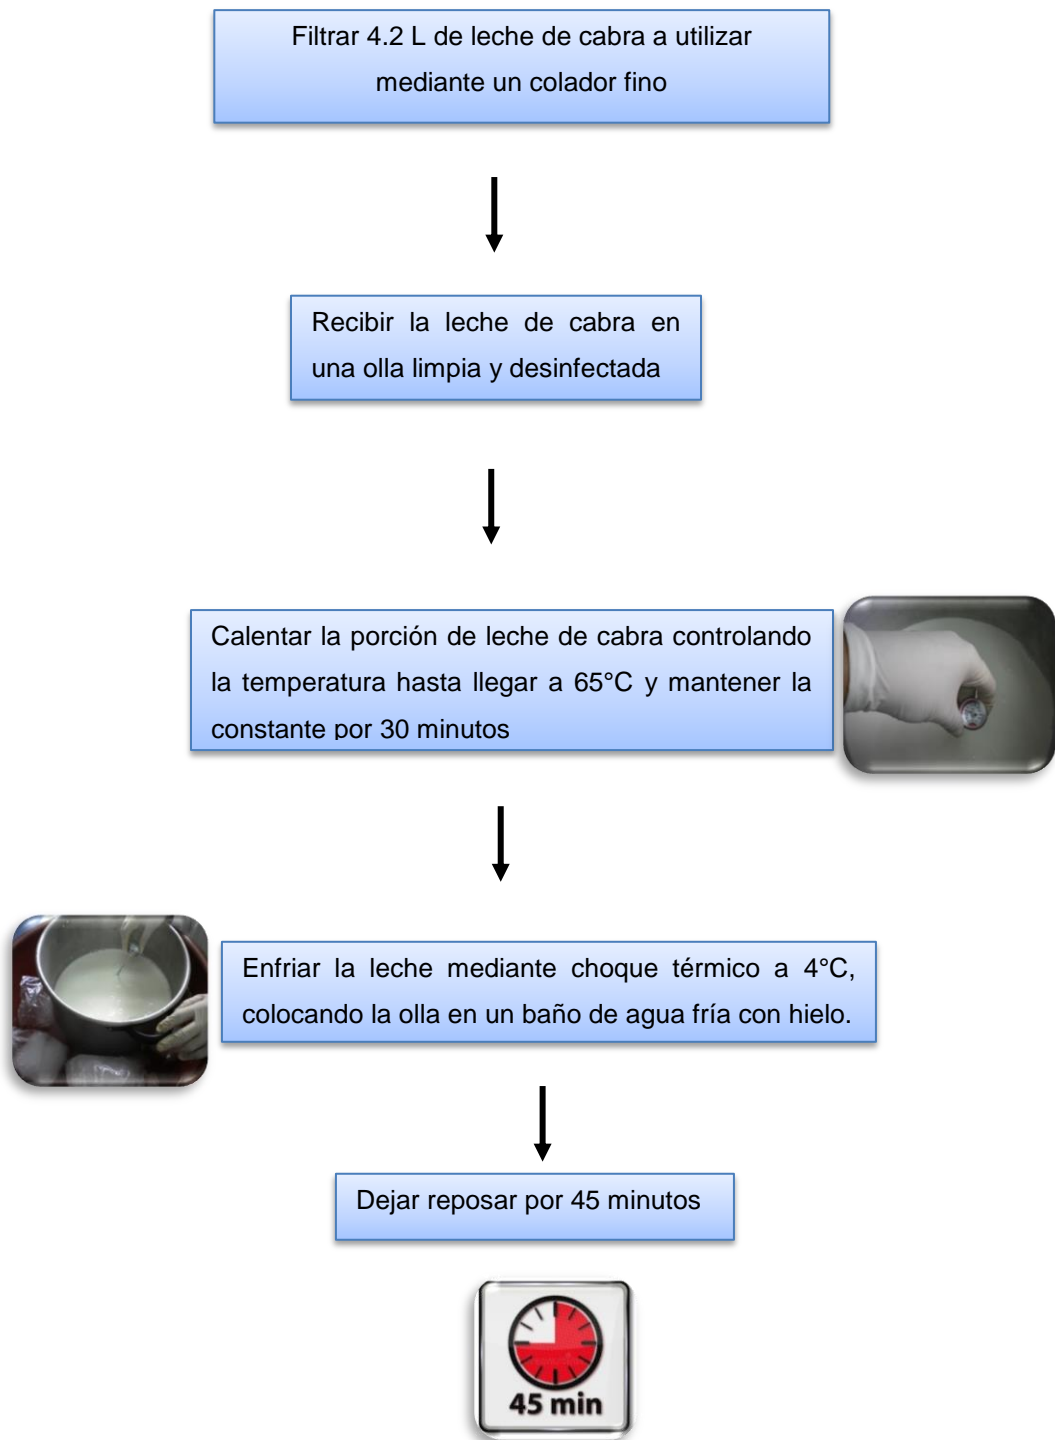 Filtrar 4.2 L de leche de cabra a utilizar
mediante un colador fino
Recibir la leche de cabra en
una olla limpia y desinfectada
Calentar la porción de leche de cabra controlando
la temperatura hasta llegar a 65°C y mantener la
constante por 30 minutos
Enfriar la leche mediante choque térmico a 4°C,
colocando la olla en un baño de agua fría con hielo.
Dejar reposar por 45 minutos
45 min